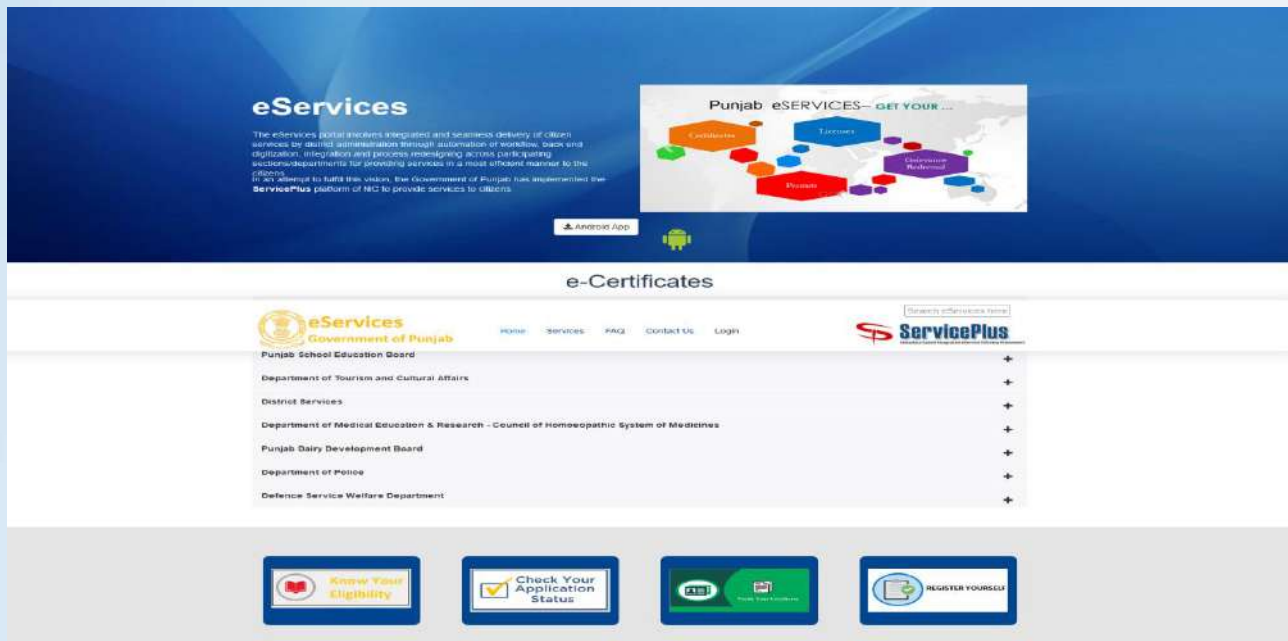 eServices
The eServices portal involves integrated and seamless delivery of citizen
services by district administration through automation of workflow, back end
digitization, integration and process redesigning across participating
sections/departments for providing services in a most efficient manner to the
citizens.
In an attempt to fulfill this vision, the Government of Punjab has implemented the
ServicePlus platform of NIC to provide services to citizens
Android App
Punjab eSERVICES– GET YOUR ...
Certificates
Licenses
Grievance
Redressal
Permits
e-Certificates
eServices
Government of Punjab
Home Services FAQ Contact Us Login
Search eServices here
ServicePlus
Punjab School Education Board
Department of Tourism and Cultural Affairs
District Services
Department of Medical Education & Research - Council of Homoeopathic System of Medicines
Punjab Dairy Development Board
Department of Police
Defence Service Welfare Department
Know Your
Eligibility
Check Your
Application
Status
REGISTER YOURSELF